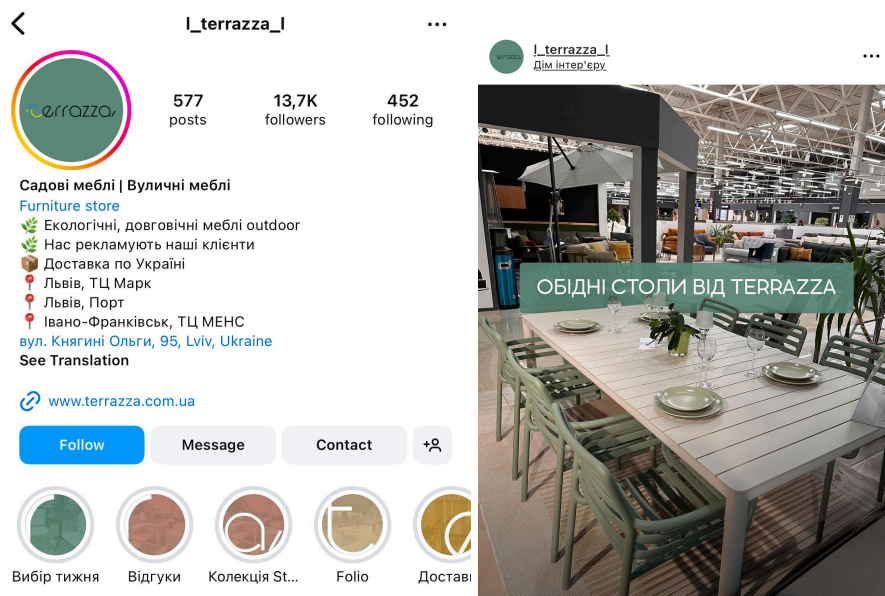 l_terrazza_l
terrazza
577
posts
13,7K
followers
452
following
Садові меблі | Вуличні меблі
Furniture store
🌿 Екологічні, довговічні меблі outdoor
🌿 Нас рекламують наші клієнти
📦 Доставка по Україні
📍 Львів, ТЦ Марк
📍 Львів, Порт
📍 Івано-Франківськ, ТЦ МЕНС
вул. Княгині Ольги, 95, Lviv, Ukraine
See Translation
www.terrazza.com.ua
Follow
Message
Contact
Вибір тижня
Відгуки
Колекція St...
Folio
Достав
terrazza
l_terrazza_l
Дім інтер'єру
ОБІДНІ СТОЛИ ВІД TERRAZZA